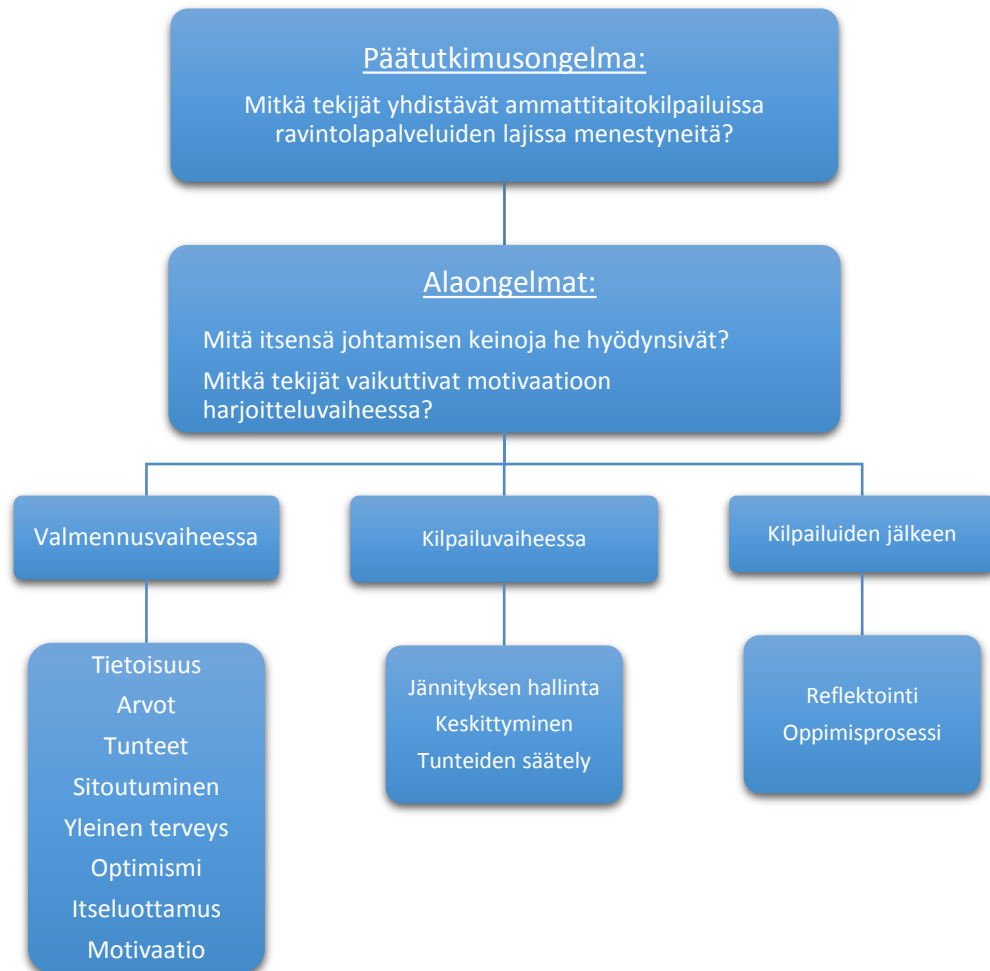 Päätutkimusongelma:
Mitkä tekijät yhdistävät ammattitaitokilpailuissa
ravintolapalveluiden lajissa menestyneitä?
Alaongelmat:
Mitä itsensä johtamisen keinoja he hyödynsivät?
Mitkä tekijät vaikuttivat motivaatioon
harjoitteluvaiheessa?
Valmennusvaiheessa
Kilpailuvaiheessa
Kilpailuiden jälkeen
Tietoisuus
Arvot
Tunteet
Sitoutuminen
Yleinen terveys
Optimismi
Itseluottamus
Motivaatio
Jännityksen hallinta
Keskittyminen
Tunteiden säätely
Reflektointi
Oppimisprosessi